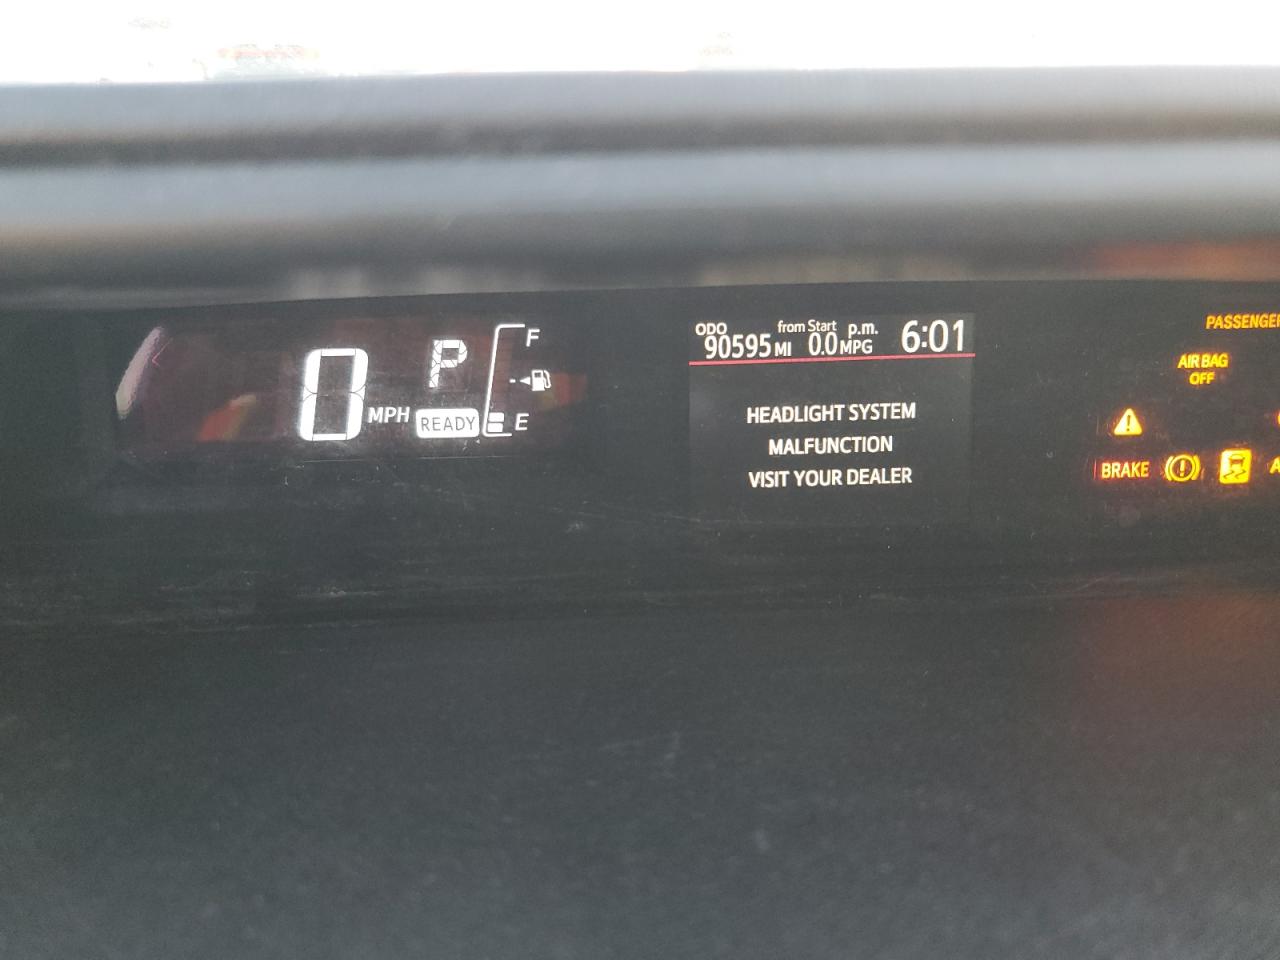 0 MPH
P
READY
F
E
ODO 90595 MI
from Start 0.0 MPG
p.m. 6:01
HEADLIGHT SYSTEM
MALFUNCTION
VISIT YOUR DEALER
PASSENGER
AIR BAG
OFF
BRAKE